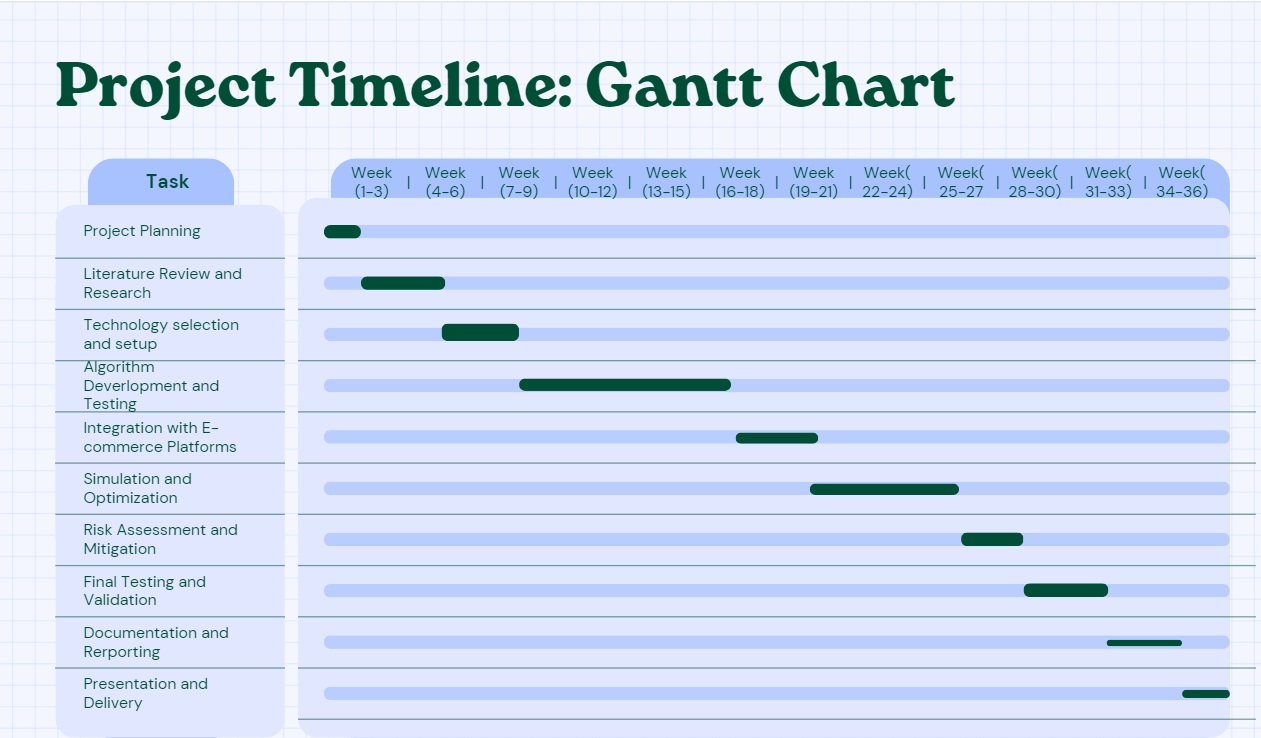 Project Timeline: Gantt Chart
Task
Week
(1-3)
|
Week
(4-6)
|
Week
(7-9)
|
Week
(10-12)
|
Week
(13-15)
|
Week
(16-18)
|
Week
(19-21)
|
Week(
22-24)
|
Week(
25-27
|
Week(
28-30)
|
Week(
31-33)
|
Week(
34-36)
Project Planning
Literature Review and
Research
Technology selection
and setup
Algorithm
Deverlopment and
Testing
Integration with E-
commerce Platforms
Simulation and
Optimization
Risk Assessment and
Mitigation
Final Testing and
Validation
Documentation and
Rerporting
Presentation and
Delivery